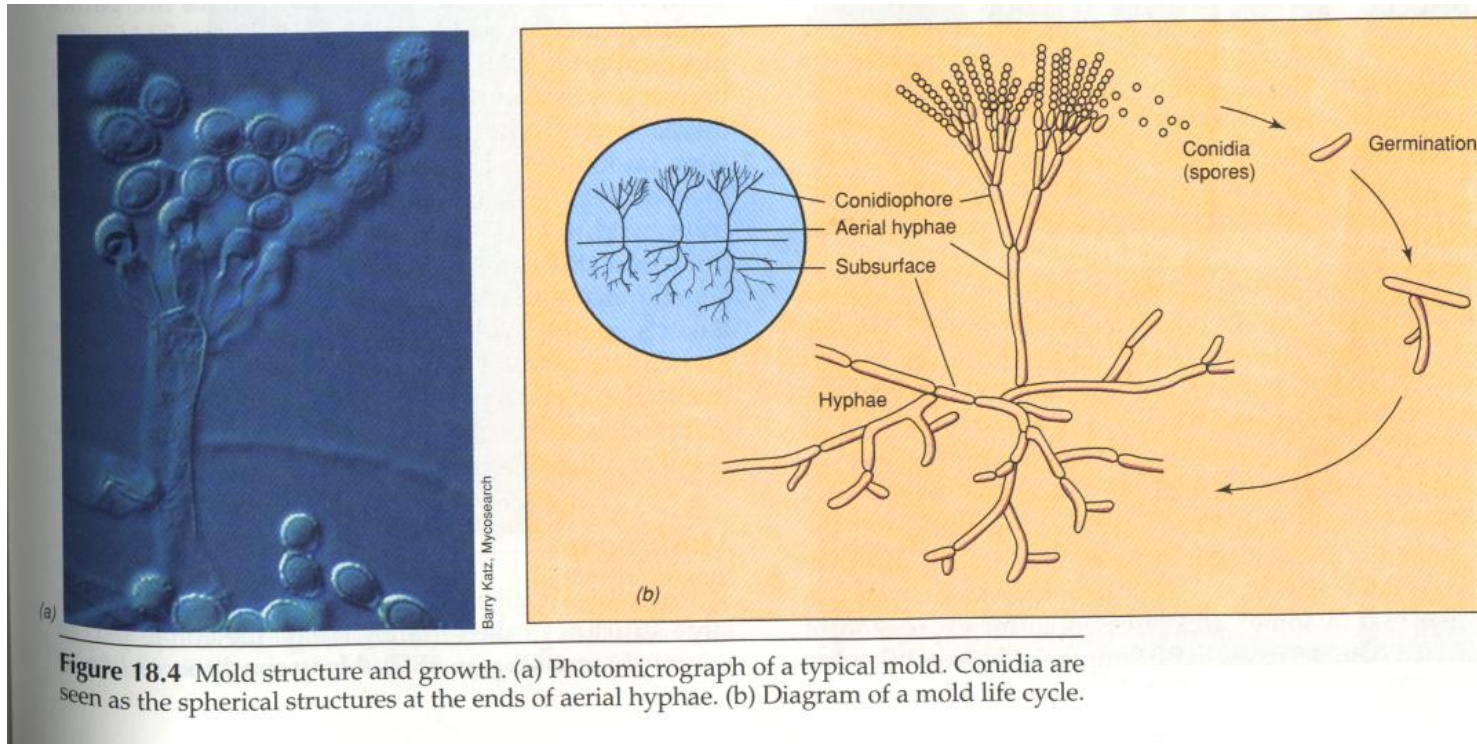 (a)
Barry Katz, Mycosearch
Conidiophore
Aerial hyphae
Subsurface
Hyphae
Conidia
(spores)
Germination
(b)
Figure 18.4 Mold structure and growth. (a) Photomicrograph of a typical mold. Conidia are
seen as the spherical structures at the ends of aerial hyphae. (b) Diagram of a mold life cycle.